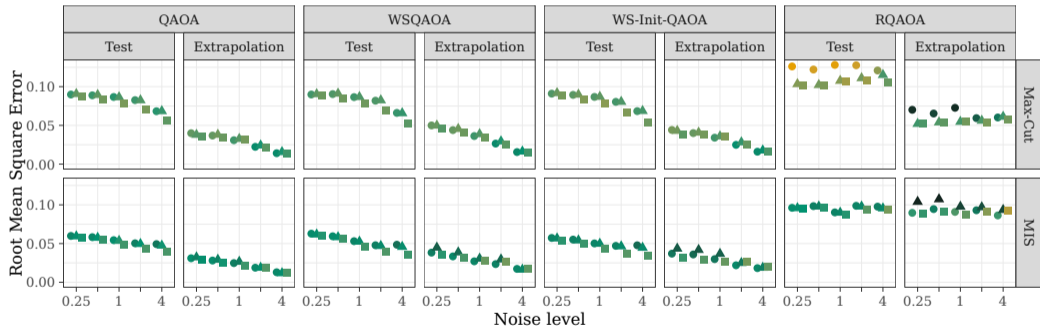 QAOA WSQAOA WS-Init-QAOA RQAOA
Test Extrapolation Test Extrapolation Test Extrapolation Test Extrapolation
Root Mean Square Error
0.10
0.05
0.00
Max-Cut
0.10
0.05
0.00
MIS
0.25 1 4 0.25 1 4 0.25 1 4 0.25 1 4 0.25 1 4 0.25 1 4 0.25 1 4 0.25 1 4
Noise level